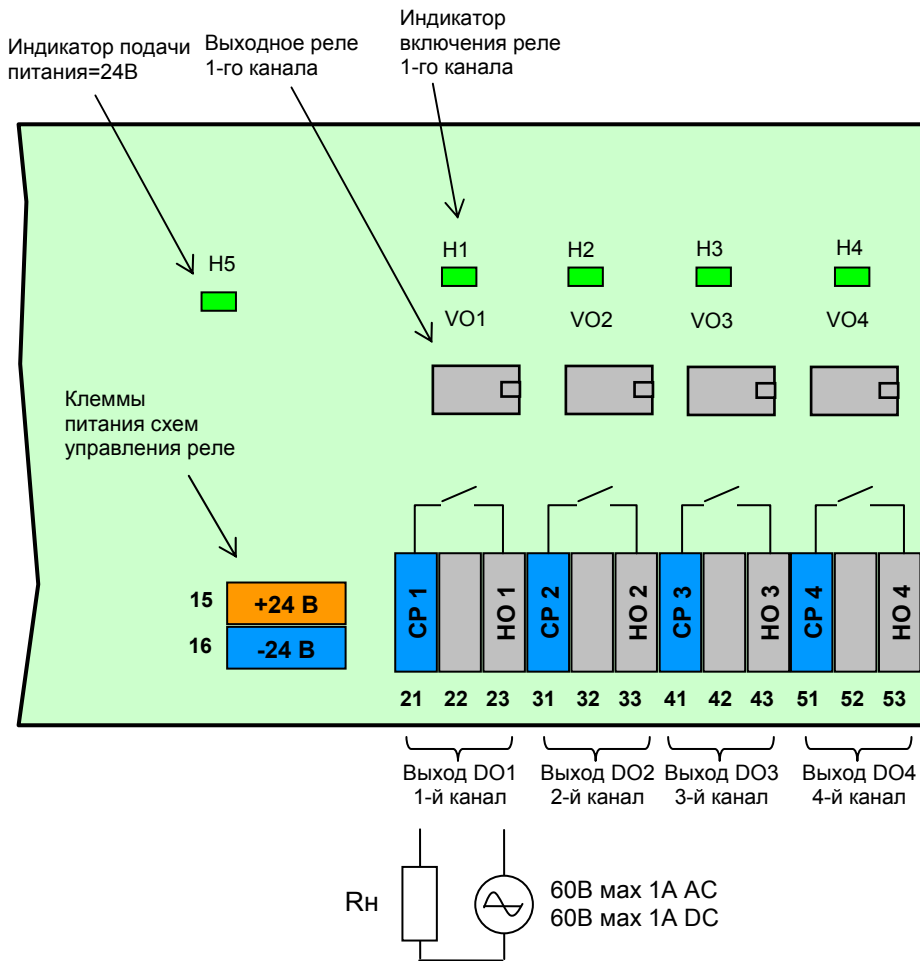 Индикатор подачи
питания=24В
Выходное реле
1-го канала
Индикатор
включения реле
1-го канала
H5
H1
H2
H3
H4
VO1
VO2
VO3
VO4
Клеммы
питания схем
управления реле
15
+24 В
16
-24 В
СР 1
НО 1
СР 2
НО 2
СР 3
НО 3
СР 4
НО 4
21 22 23 31 32 33 41 42 43 51 52 53
Выход DO1
1-й канал
Выход DO2
2-й канал
Выход DO3
3-й канал
Выход DO4
4-й канал
Rн
60В мах 1А AC
60В мах 1А DC